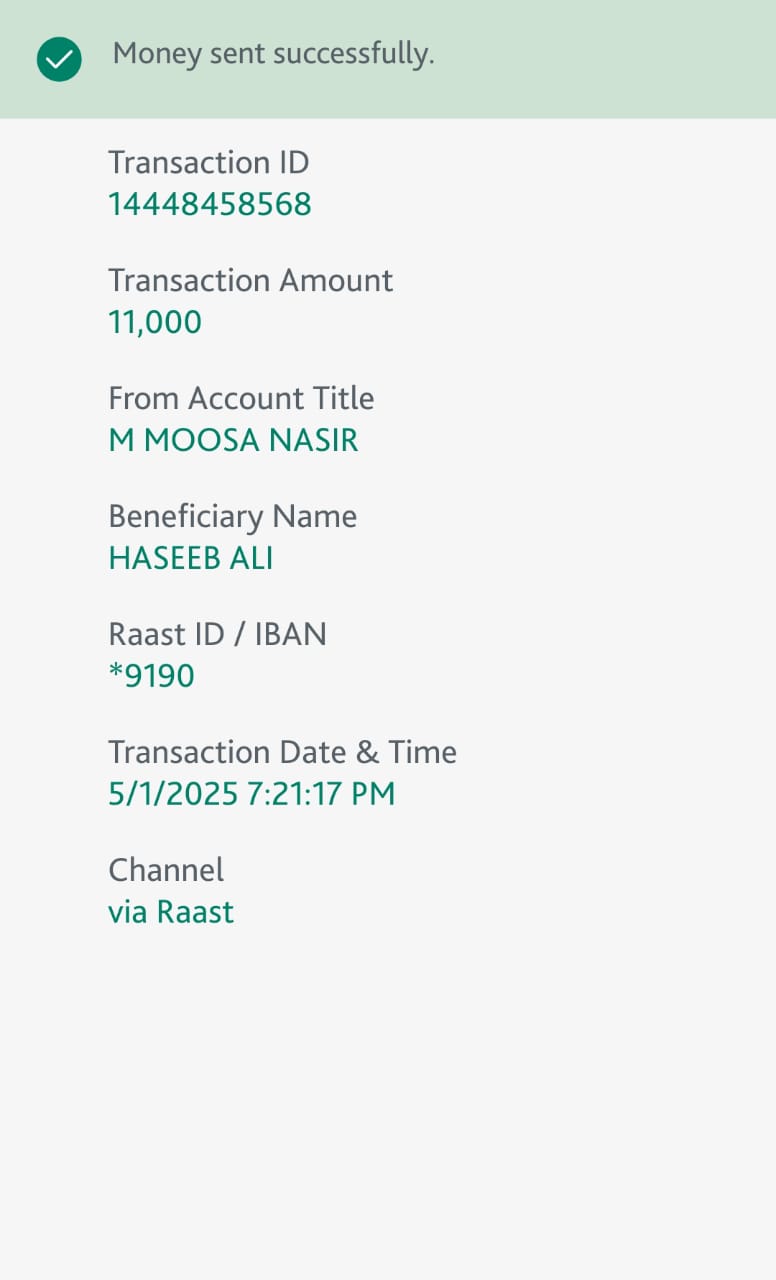 Money sent successfully.
Transaction ID
14448458568
Transaction Amount
11,000
From Account Title
M MOOSA NASIR
Beneficiary Name
HASEEB ALI
Raast ID / IBAN
*9190
Transaction Date & Time
5/1/2025 7:21:17 PM
Channel
via Raast